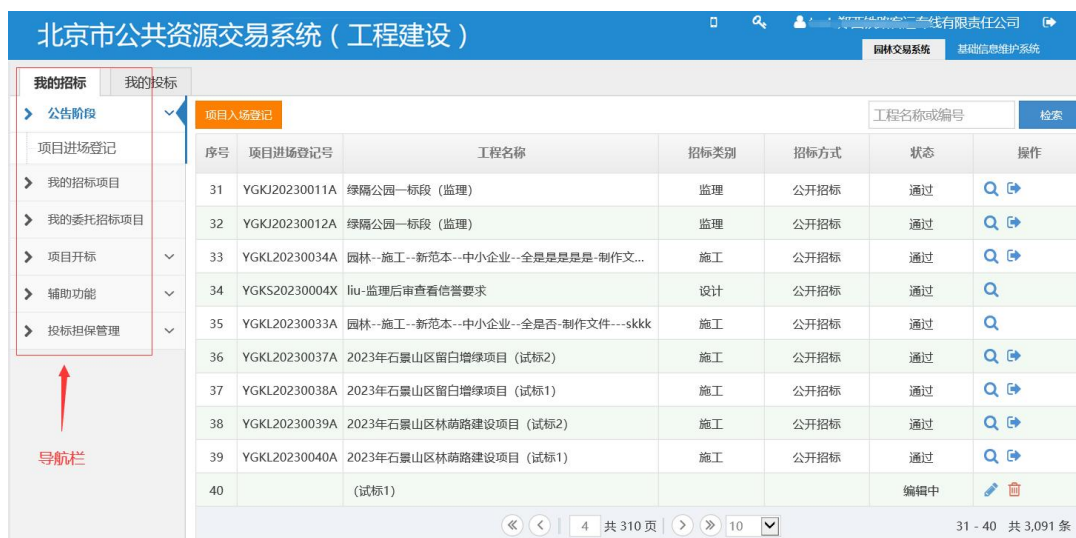 北京市公共资源交易系统（工程建设）
线有限责任公司
园林交易系统 基础信息维护系统
我的招标 我的投标
公告阶段
项目进场登记
我的招标项目
我的委托招标项目
项目开标
辅助功能
投标担保管理
导航栏
项目入场登记 工程名称或编号 检索
序号 项目进场登记号 工程名称 招标类别 招标方式 状态 操作
31 YGKJ20230011A 绿隔公园一标段（监理） 监理 公开招标 通过
32 YGKJ20230012A 绿隔公园一标段（监理） 监理 公开招标 通过
33 YGKL20230034A 园林--施工--新范本--中小企业--全是是是是是-制作文... 施工 公开招标 通过
34 YGKS20230004X liu-监理后审查看信誉要求 设计 公开招标 通过
35 YGKL20230033A 园林--施工--新范本--中小企业--全是否-制作文件---skkk 施工 公开招标 通过
36 YGKL20230037A 2023年石景山区留白增绿项目（试标2） 施工 公开招标 通过
37 YGKL20230038A 2023年石景山区留白增绿项目（试标1） 施工 公开招标 通过
38 YGKL20230039A 2023年石景山区林荫路建设项目（试标2） 施工 公开招标 通过
39 YGKL20230040A 2023年石景山区林荫路建设项目（试标1） 施工 公开招标 通过
40 （试标1） 编辑中
4 共 310 页 10 31 - 40 共 3,091 条